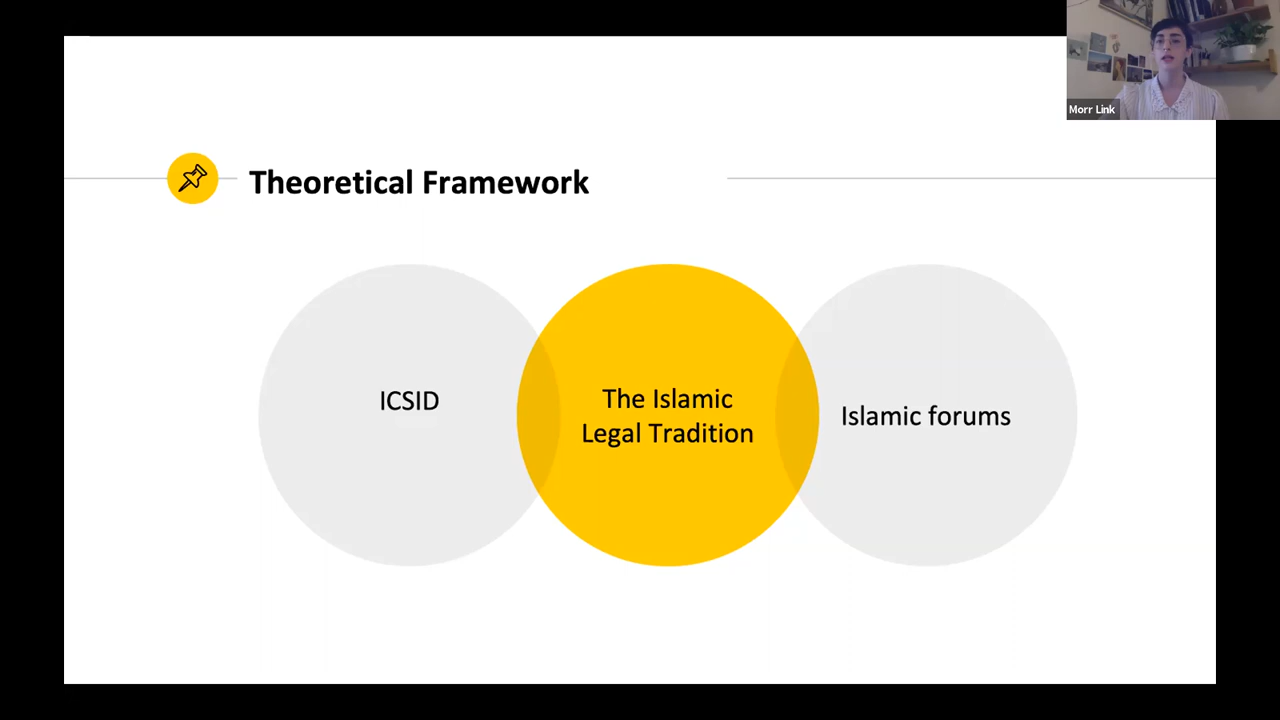 Morr Link
Theoretical Framework
ICSID
The Islamic
Legal Tradition
Islamic forums